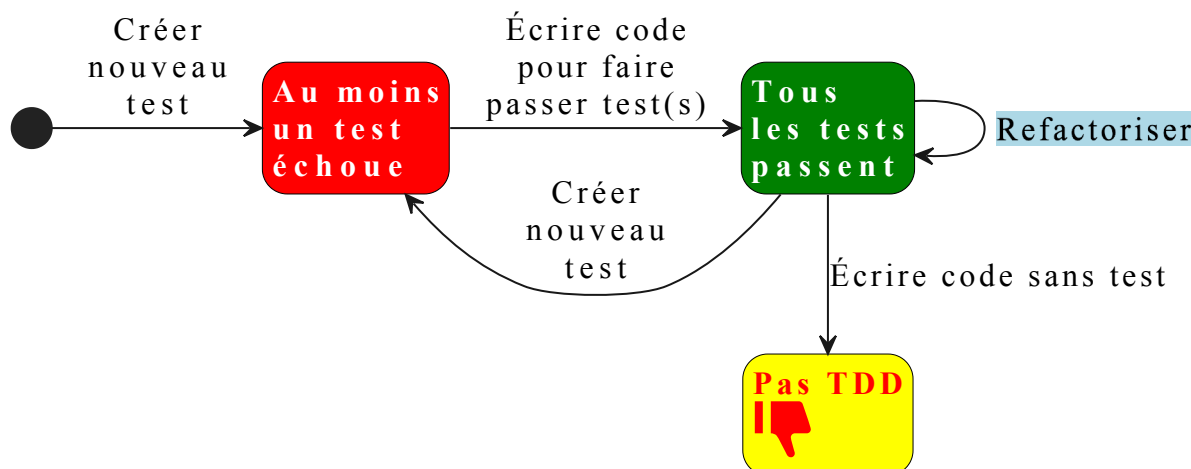 Créer
nouveau
test
Au moins
un test
échoue
Écrire code
pour faire
passer test(s)
Tous
les tests
passent
Refactoriser
Créer
nouveau
test
Écrire code sans test
Pas TDD